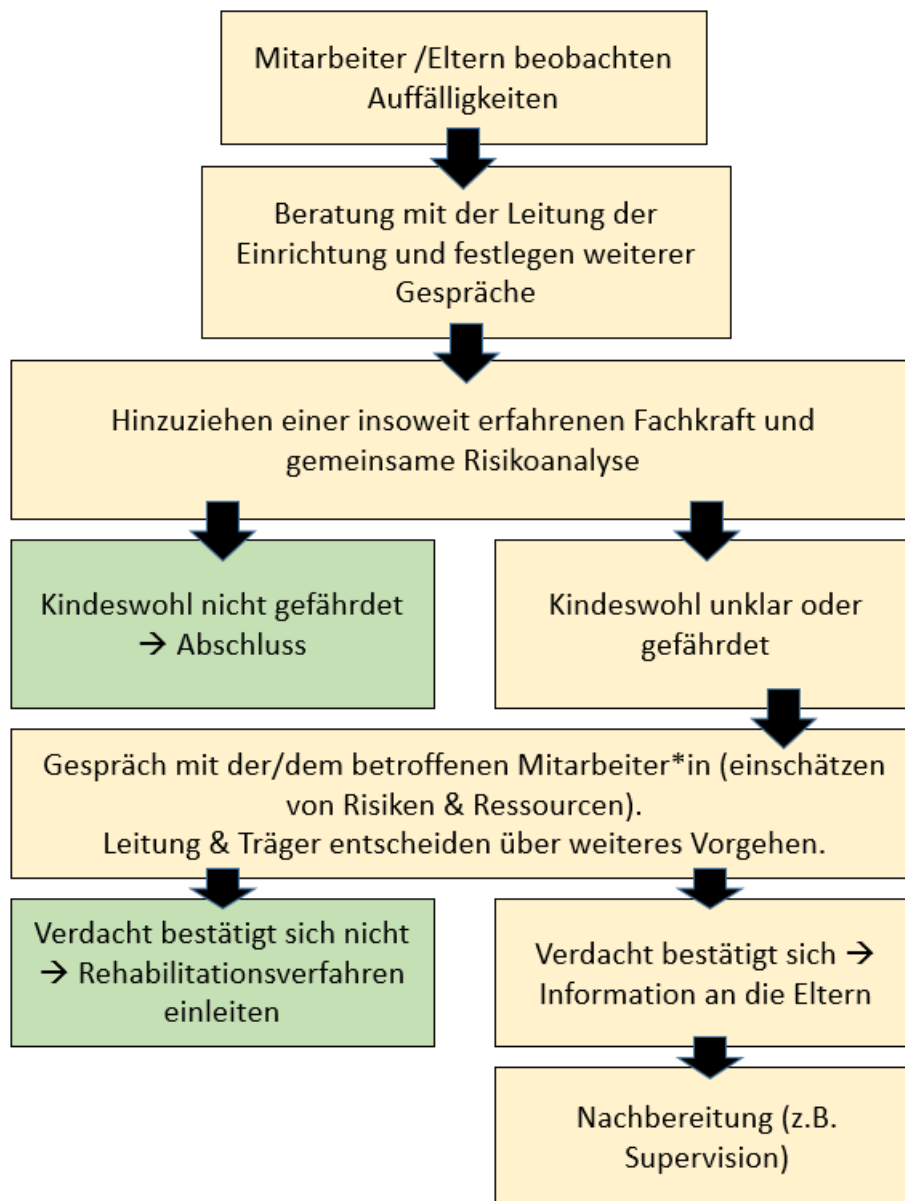 Mitarbeiter /Eltern beobachten
Auffälligkeiten
Beratung mit der Leitung der
Einrichtung und festlegen weiterer
Gespräche
Hinzuziehen einer insoweit erfahrenen Fachkraft und
gemeinsame Risikoanalyse
Kindeswohl nicht gefährdet
→ Abschluss
Kindeswohl unklar oder
gefährdet
Gespräch mit der/dem betroffenen Mitarbeiter*in (einschätzen
von Risiken & Ressourcen).
Leitung & Träger entscheiden über weiteres Vorgehen.
Verdacht bestätigt sich nicht
→ Rehabilitationsverfahren
einleiten
Verdacht bestätigt sich →
Information an die Eltern
Nachbereitung (z.B.
Supervision)